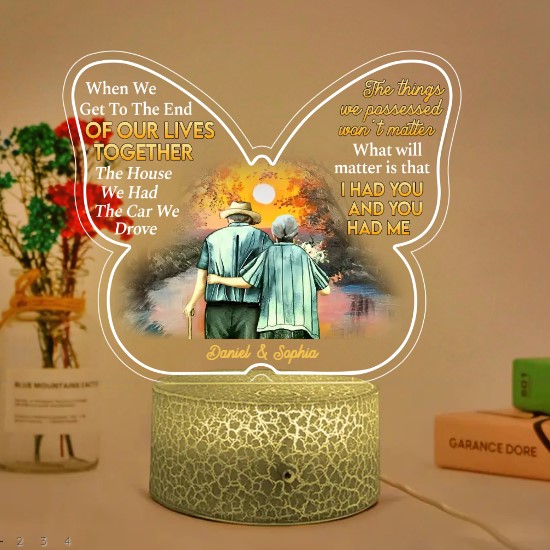 When We
Get To The End
OF OUR LIVES
TOGETHER
The House
We Had
The Car We
Drove
The things
we possessed
won't matter
What will
matter is that
I HAD YOU
AND YOU
HAD ME
Daniel & Sophia
BLUE MOUNTAINS CATTO
GARANCE DORE
801
2 3 4